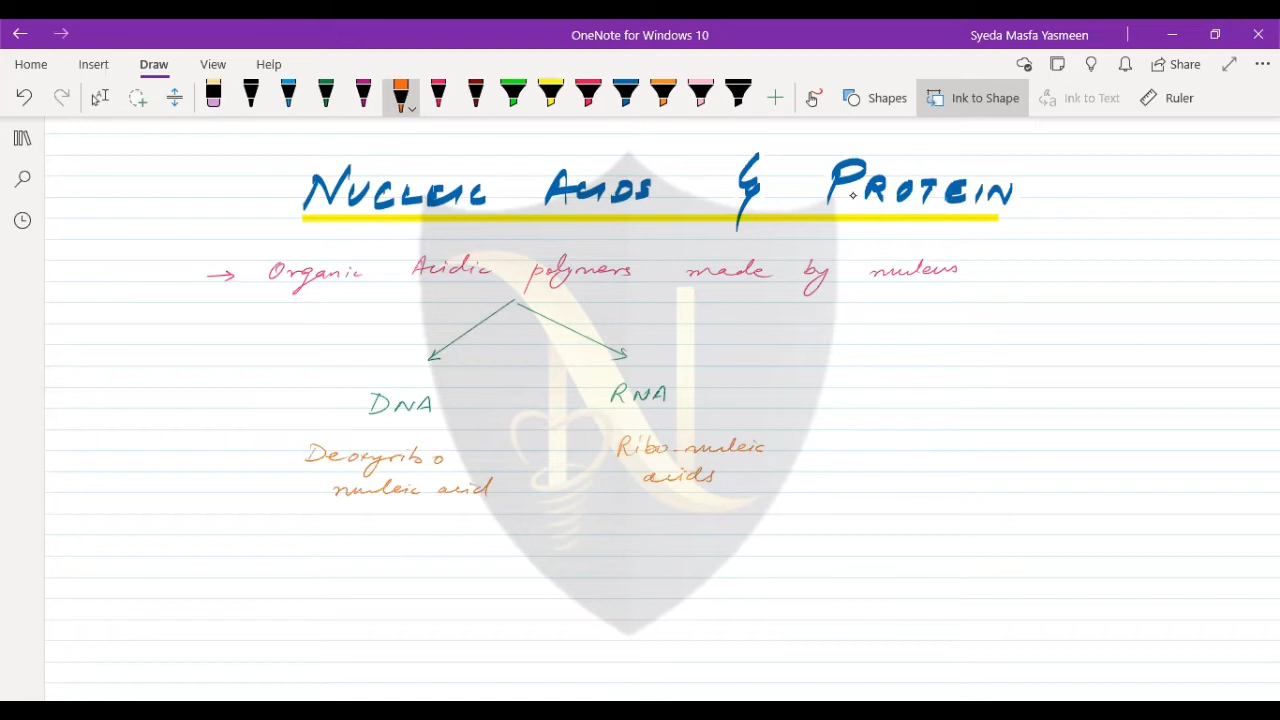 OneNote for Windows 10
Syeda Masfa Yasmeen
Home Insert Draw View Help
Share
Shapes Ink to Shape Ink to Text Ruler
NUCLEIC ACIDS & PROTEIN
→ Organic Acidic polymers made by nucleus
DNA RNA
Deoxyribo
nucleic acid
Ribo-nucleic
acids